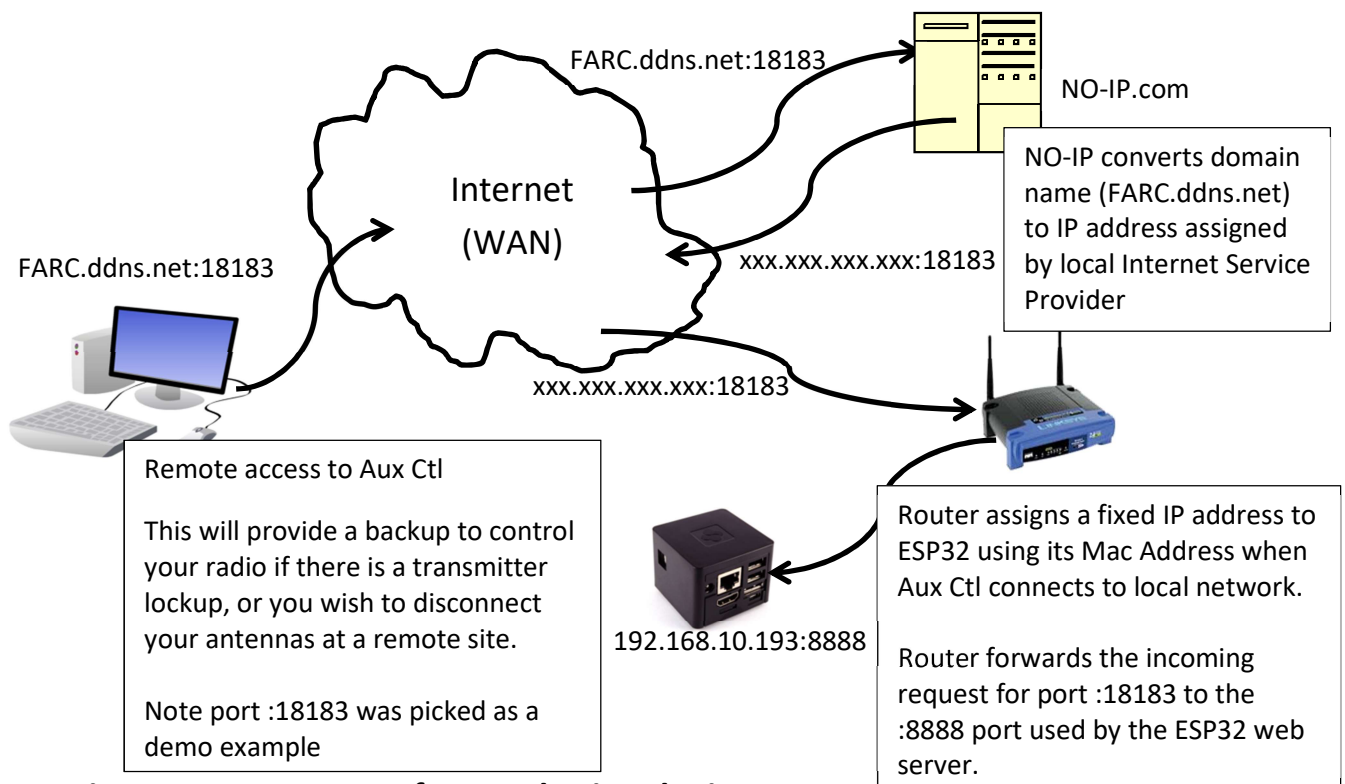 FARC.ddns.net:18183
NO-IP.com
NO-IP converts domain
name (FARC.ddns.net)
to IP address assigned
by local Internet Service
Provider
Internet
(WAN)
xxx.xxx.xxx.xxx:18183
FARC.ddns.net:18183
xxx.xxx.xxx.xxx:18183
LINKSYS
Remote access to Aux Ctl
This will provide a backup to control
your radio if there is a transmitter
lockup, or you wish to disconnect
your antennas at a remote site.
Note port :18183 was picked as a
demo example
192.168.10.193:8888
Router assigns a fixed IP address to
ESP32 using its Mac Address when
Aux Ctl connects to local network.
Router forwards the incoming
request for port :18183 to the
:8888 port used by the ESP32 web
server.